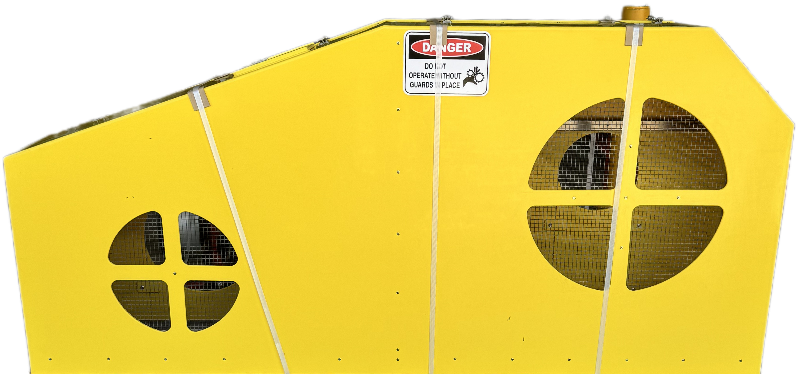 DANGER
DO NOT
OPERATE WITHOUT
GUARDS IN PLACE